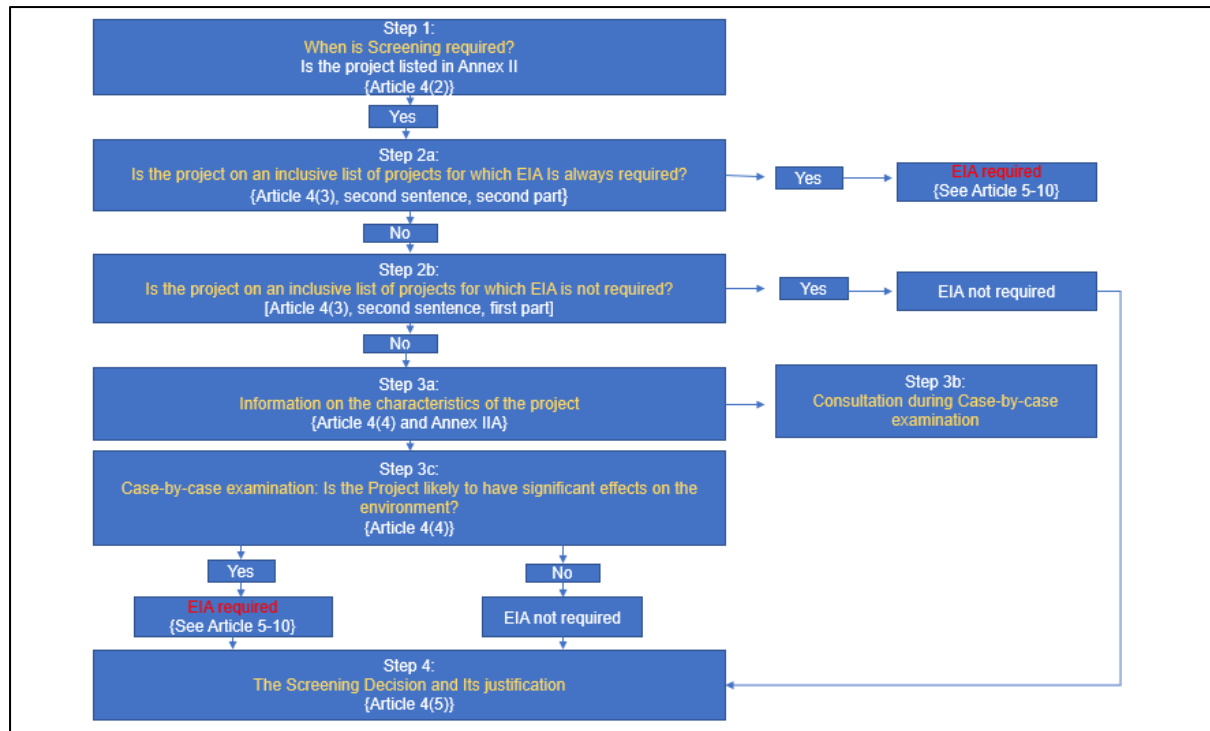 Step 1:
When is Screening required?
Is the project listed in Annex II
{Article 4(2)}
Yes
Step 2a:
Is the project on an inclusive list of projects for which EIA Is always required?
{Article 4(3), second sentence, second part}
Yes
EIA required
{See Article 5-10}
No
Step 2b:
Is the project on an inclusive list of projects for which EIA is not required?
[Article 4(3), second sentence, first part]
Yes
EIA not required
No
Step 3a:
Information on the characteristics of the project
{Article 4(4) and Annex IIA}
Step 3b:
Consultation during Case-by-case
examination
Step 3c:
Case-by-case examination: Is the Project likely to have significant effects on the
environment?
{Article 4(4)}
Yes
No
EIA required
{See Article 5-10}
EIA not required
Step 4:
The Screening Decision and Its justification
{Article 4(5)}